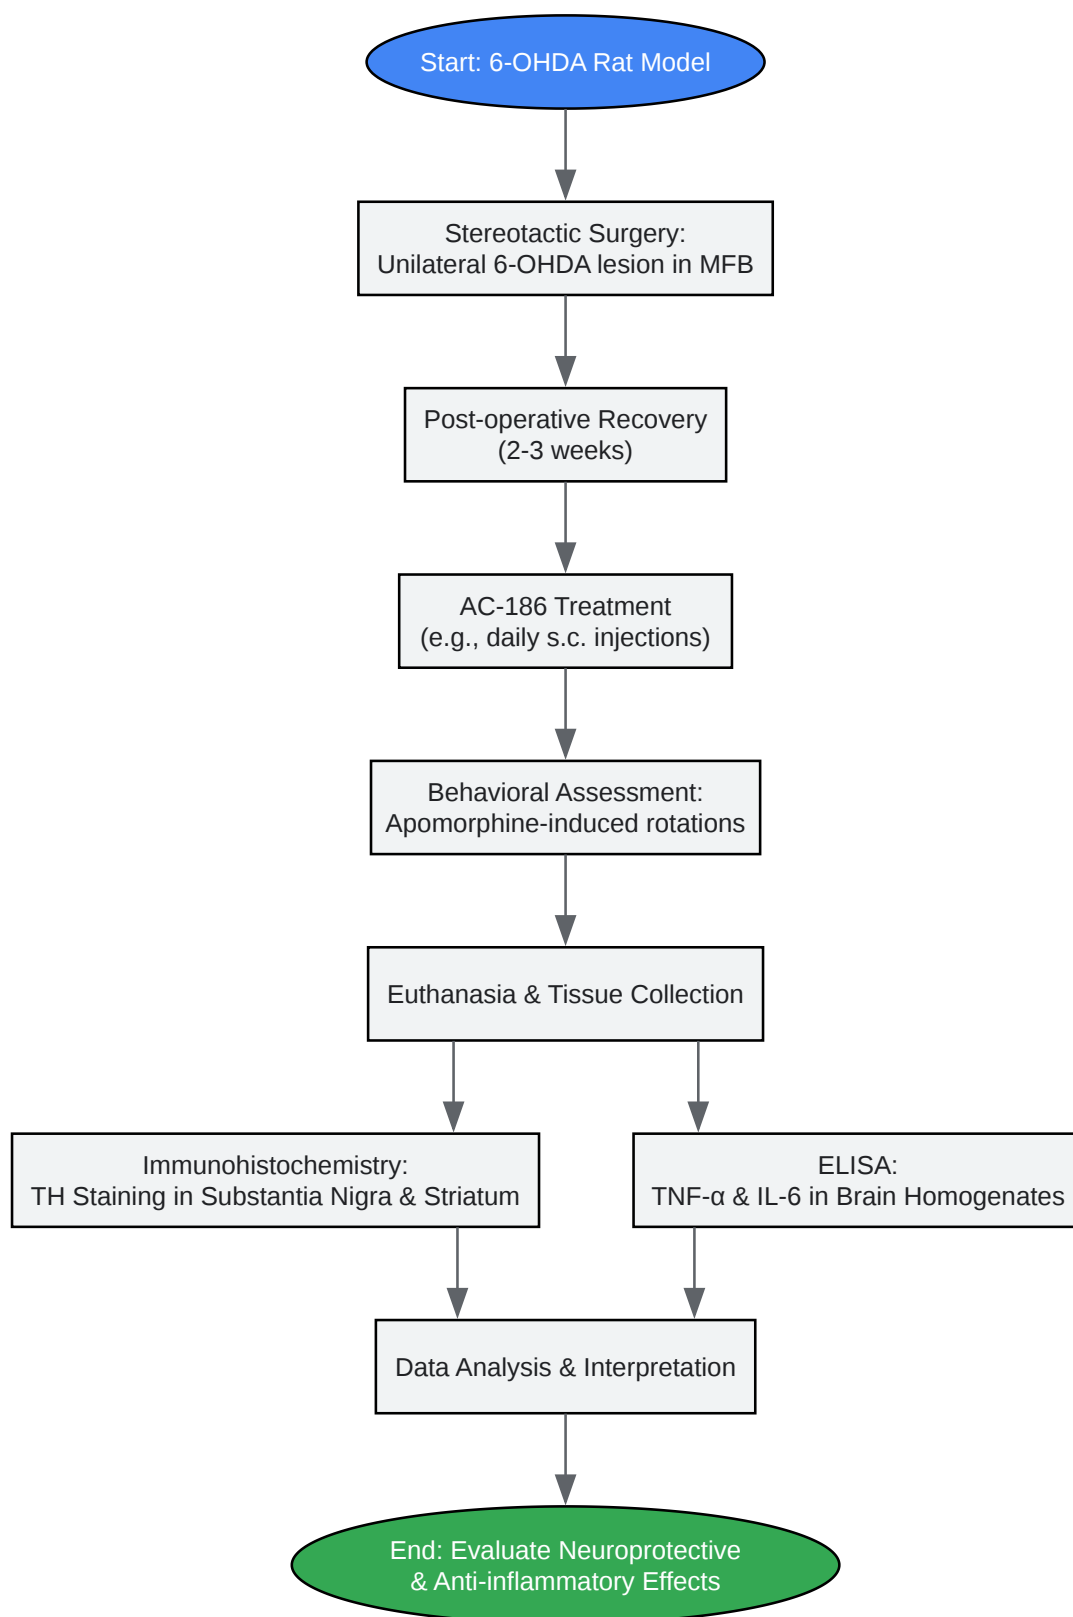 Start: 6-OHDA Rat Model
Stereotactic Surgery:
Unilateral 6-OHDA lesion in MFB
Post-operative Recovery
(2-3 weeks)
AC-186 Treatment
(e.g., daily s.c. injections)
Behavioral Assessment:
Apomorphine-induced rotations
Euthanasia & Tissue Collection
Immunohistochemistry:
TH Staining in Substantia Nigra & Striatum
ELISA:
TNF-α & IL-6 in Brain Homogenates
Data Analysis & Interpretation
End: Evaluate Neuroprotective
& Anti-inflammatory Effects